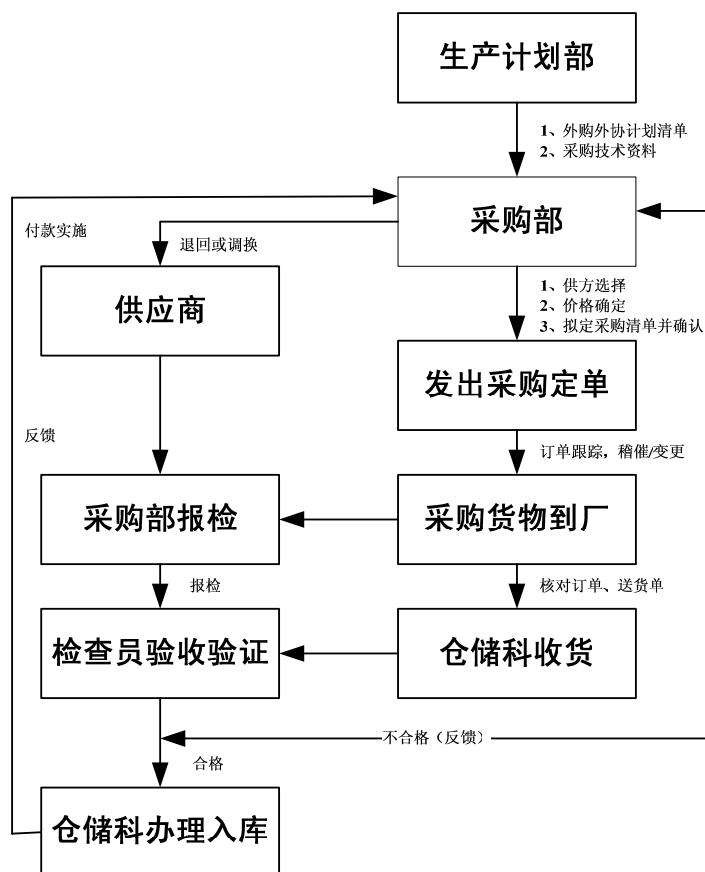 生产计划部
1、外购外协计划清单
2、采购技术资料
采购部
付款实施
退回或调换
供应商
1、供方选择
2、价格确定
3、拟定采购清单并确认
发出采购定单
反馈
订单跟踪，稽催/变更
采购部报检
采购货物到厂
报检
核对订单、送货单
检查员验收验证
仓储科收货
不合格（反馈）
合格
仓储科办理入库